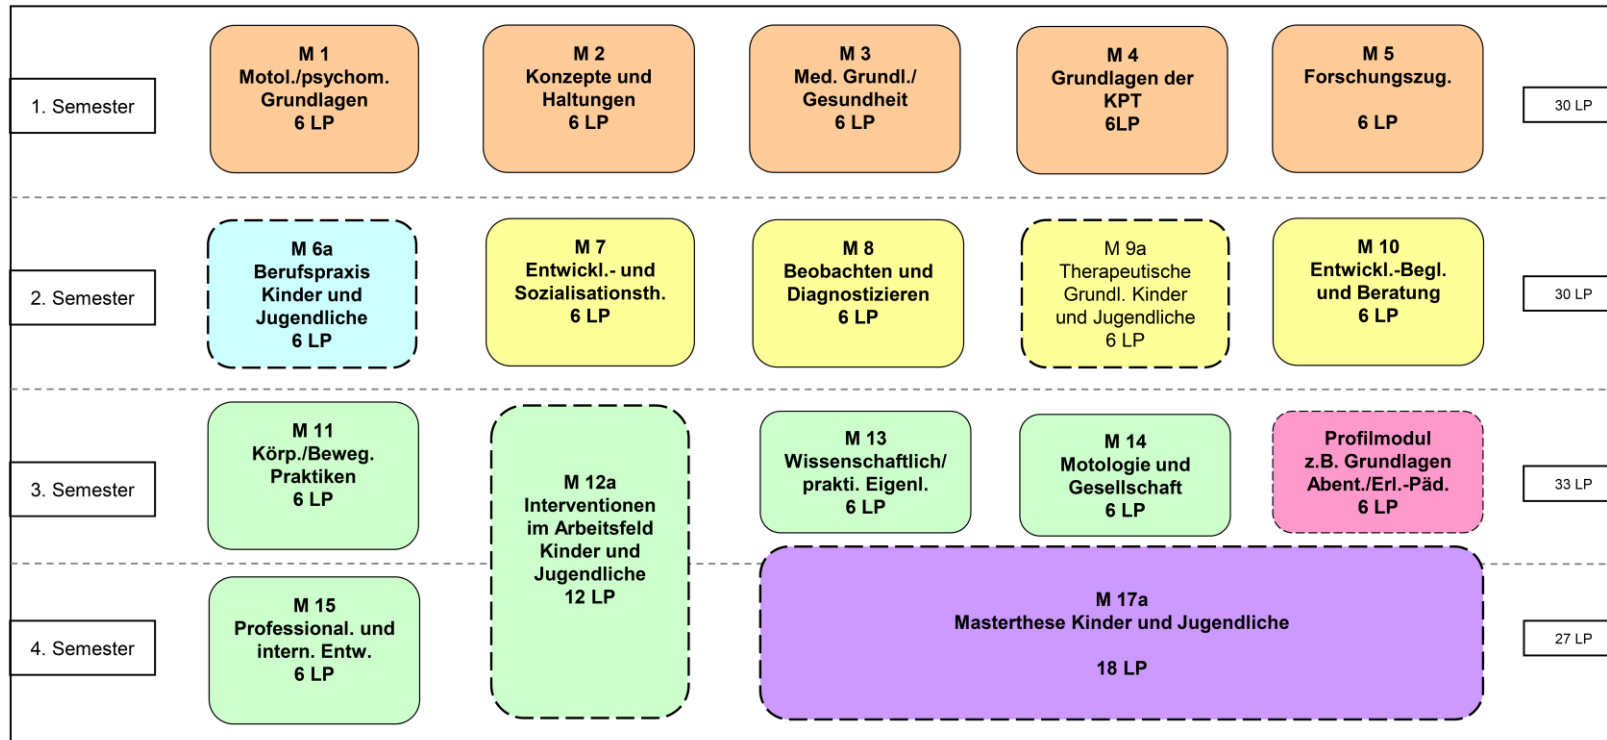 1. Semester
M 1
Motol./psychom.
Grundlagen
6 LP
M 2
Konzepte und
Haltungen
6 LP
M 3
Med. Grundl./
Gesundheit
6 LP
M 4
Grundlagen der
KPT
6LP
M 5
Forschungszug.
6 LP
30 LP
2. Semester
M 6a
Berufspraxis
Kinder und
Jugendliche
6 LP
M 7
Entwickl.- und
Sozialisationsth.
6 LP
M 8
Beobachten und
Diagnostizieren
6 LP
M 9a
Therapeutische
Grundl. Kinder
und Jugendliche
6 LP
M 10
Entwickl.-Begl.
und Beratung
6 LP
30 LP
3. Semester
M 11
Körp./Beweg.
Praktiken
6 LP
M 12a
Interventionen
im Arbeitsfeld
Kinder und
Jugendliche
12 LP
M 13
Wissenschaftlich/
prakti. Eigenl.
6 LP
M 14
Motologie und
Gesellschaft
6 LP
Profilmodul
z.B. Grundlagen
Abent./Erl.-Päd.
6 LP
33 LP
4. Semester
M 15
Professional. und
intern. Entw.
6 LP
M 17a
Masterthese Kinder und Jugendliche
18 LP
27 LP